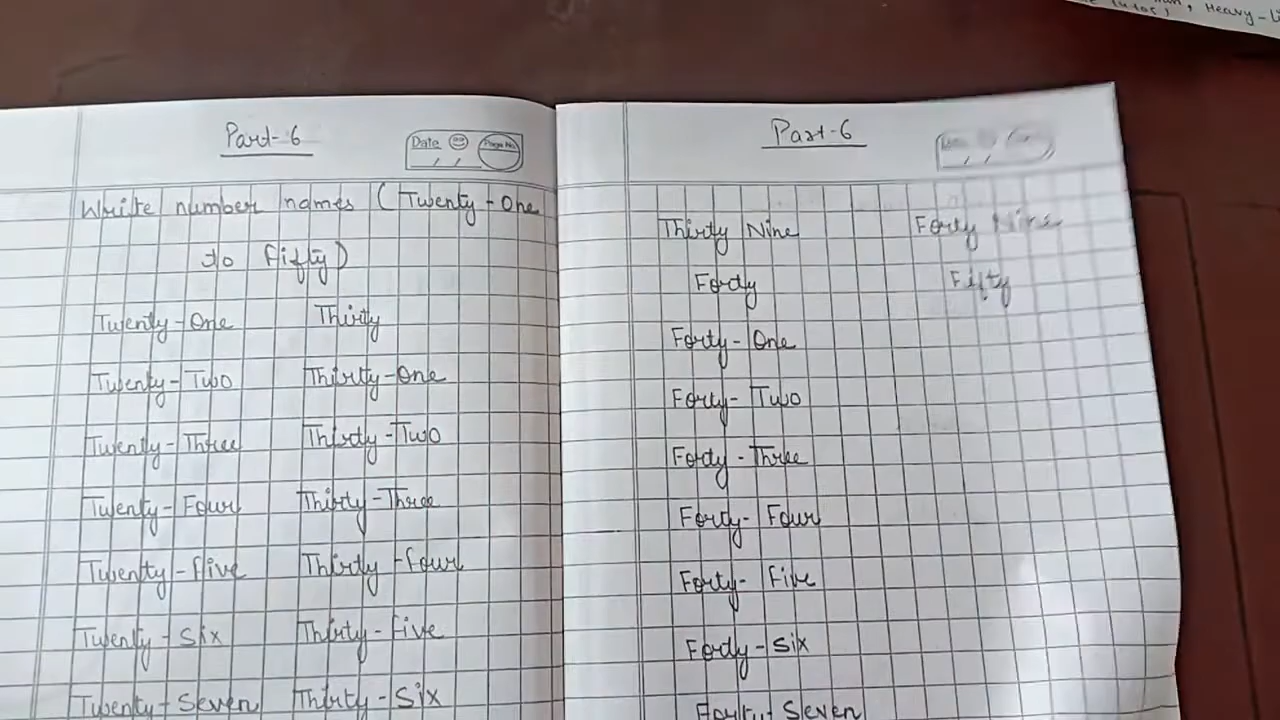 Heavy-
Part-6
Date
Page No.
Write number names (Twenty-One
to fifty)
Twenty-One
Twenty-Two
Twenty-Three
Twenty-Four
Twenty-five
Twenty-Six
Twenty-Seven
Thirty
Thirty-One
Thirty-Two
Thirty-Three
Thirty-four
Thirty-Five
Thirty-Six
Part-6
Thirty Nine
Forty
Forty-One
Forty-Two
Forty-Three
Forty-Four
Forty-Five
Forty-Six
Forty-Seven
Forty Nine
Fifty